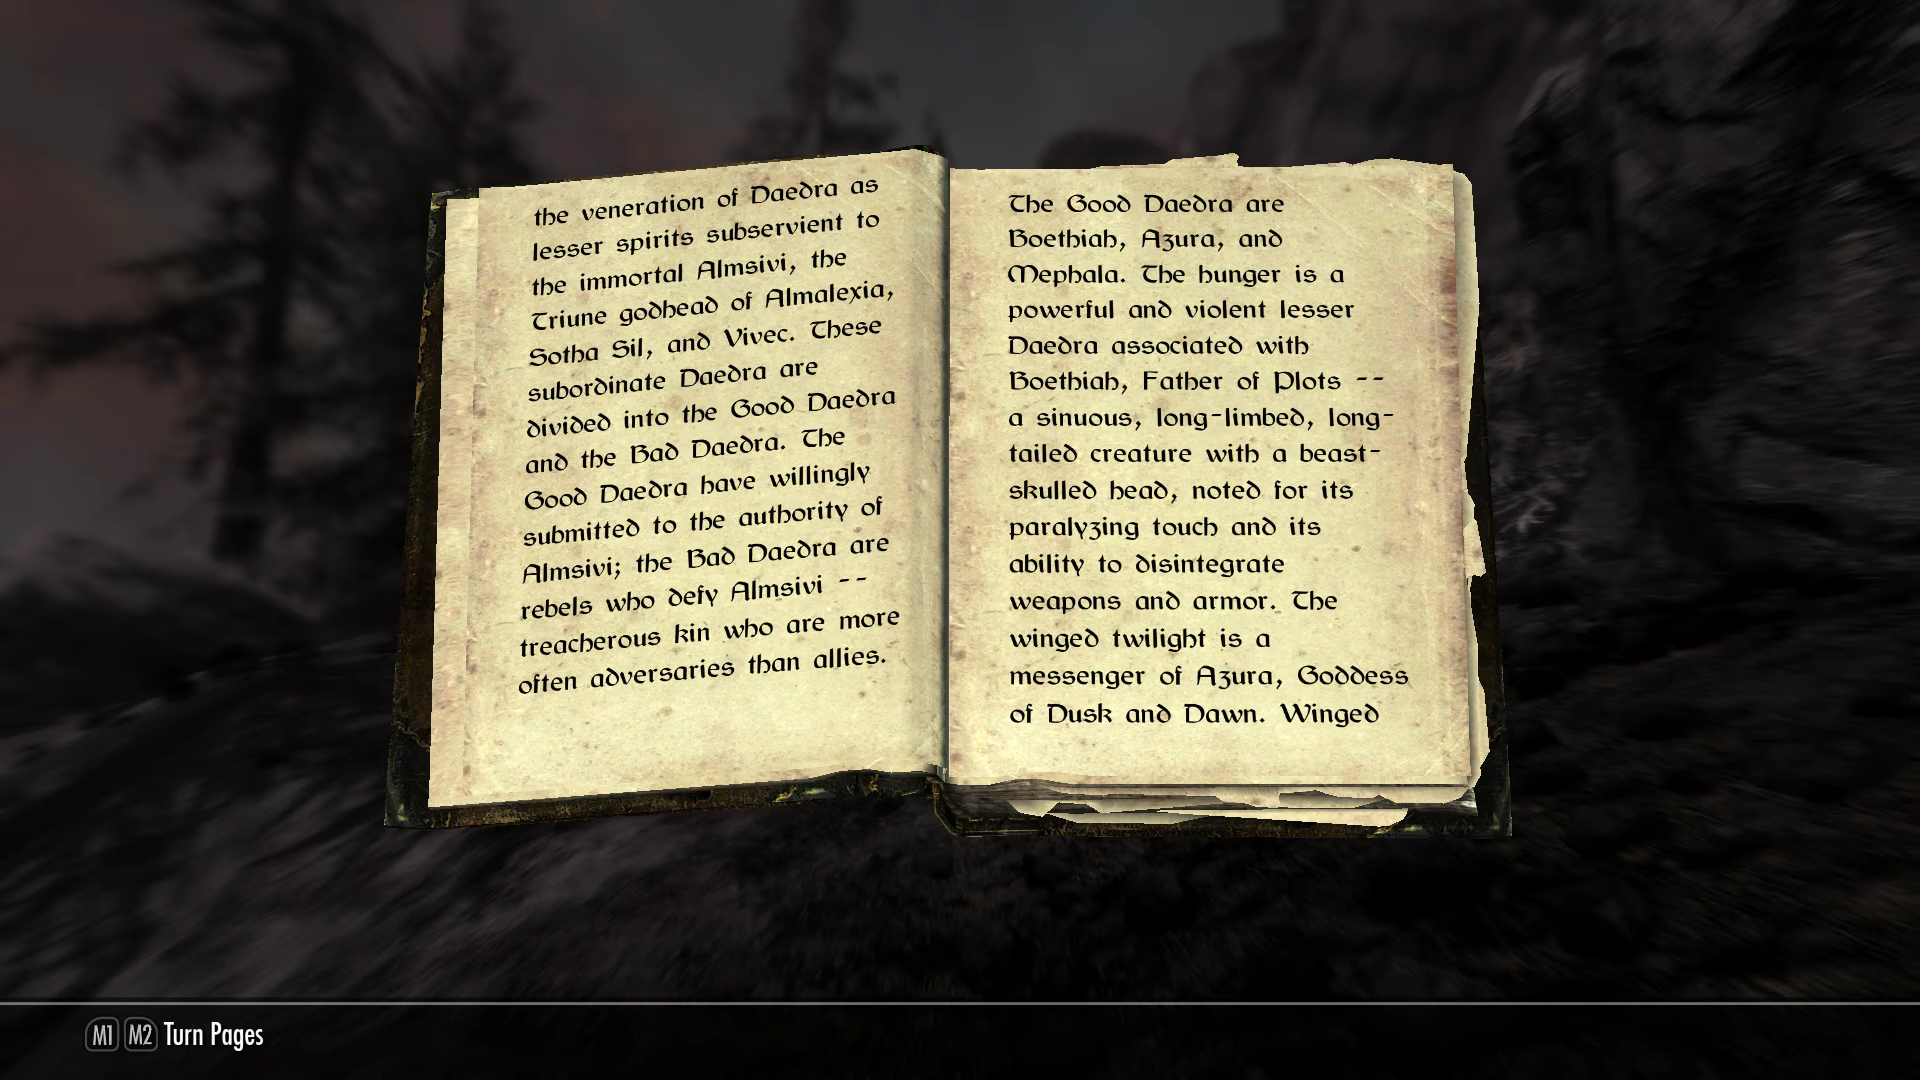 the veneration of Daedra as
lesser spirits subservient to
the immortal Almsivi, the
Triune godhead of Almalexia,
Sotha Sil, and Vivec. These
subordinate Daedra are
divided into the Good Daedra
and the Bad Daedra. The
Good Daedra have willingly
submitted to the authority of
Almsivi; the Bad Daedra are
rebels who defy Almsivi --
treacherous kin who are more
often adversaries than allies.
The Good Daedra are
Boethiah, Azura, and
Mephala. The hunger is a
powerful and violent lesser
Daedra associated with
Boethiah, Father of Plots --
a sinuous, long-limbed, long-
tailed creature with a beast-
skulled head, noted for its
paralyzing touch and its
ability to disintegrate
weapons and armor. The
winged twilight is a
messenger of Azura, Goddess
of Dusk and Dawn. Winged
M1 M2 Turn Pages